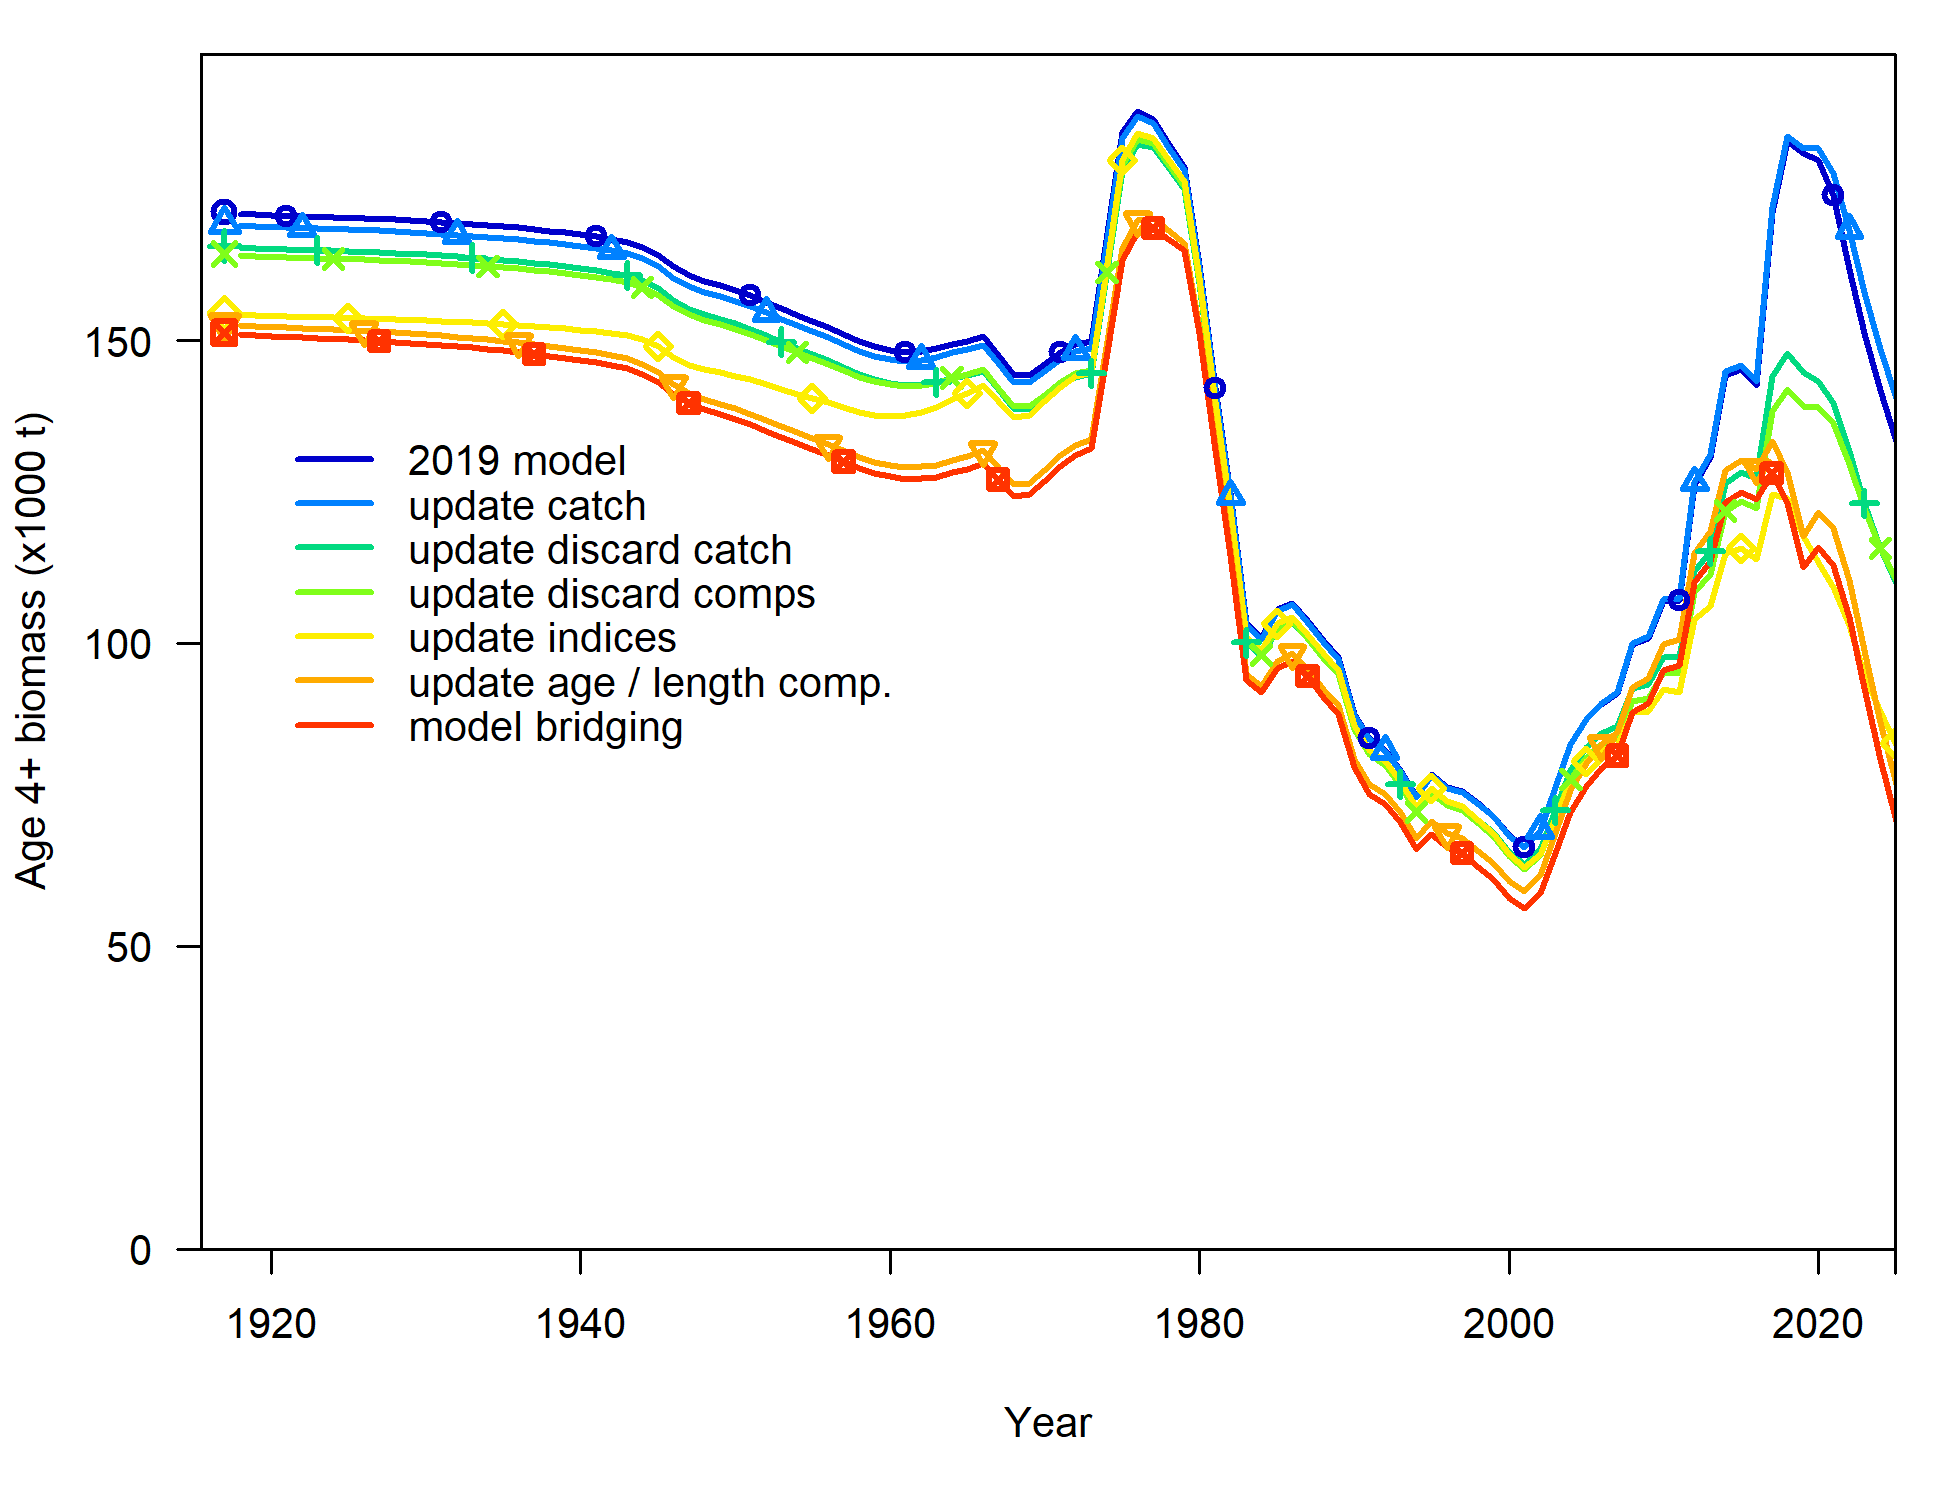 Age 4+ biomass (x1000 t)
150
100
50
0
2019 model
update catch
update discard catch
update discard comps
update indices
update age / length comp.
model bridging
1920 1940 1960 1980 2000 2020
Year